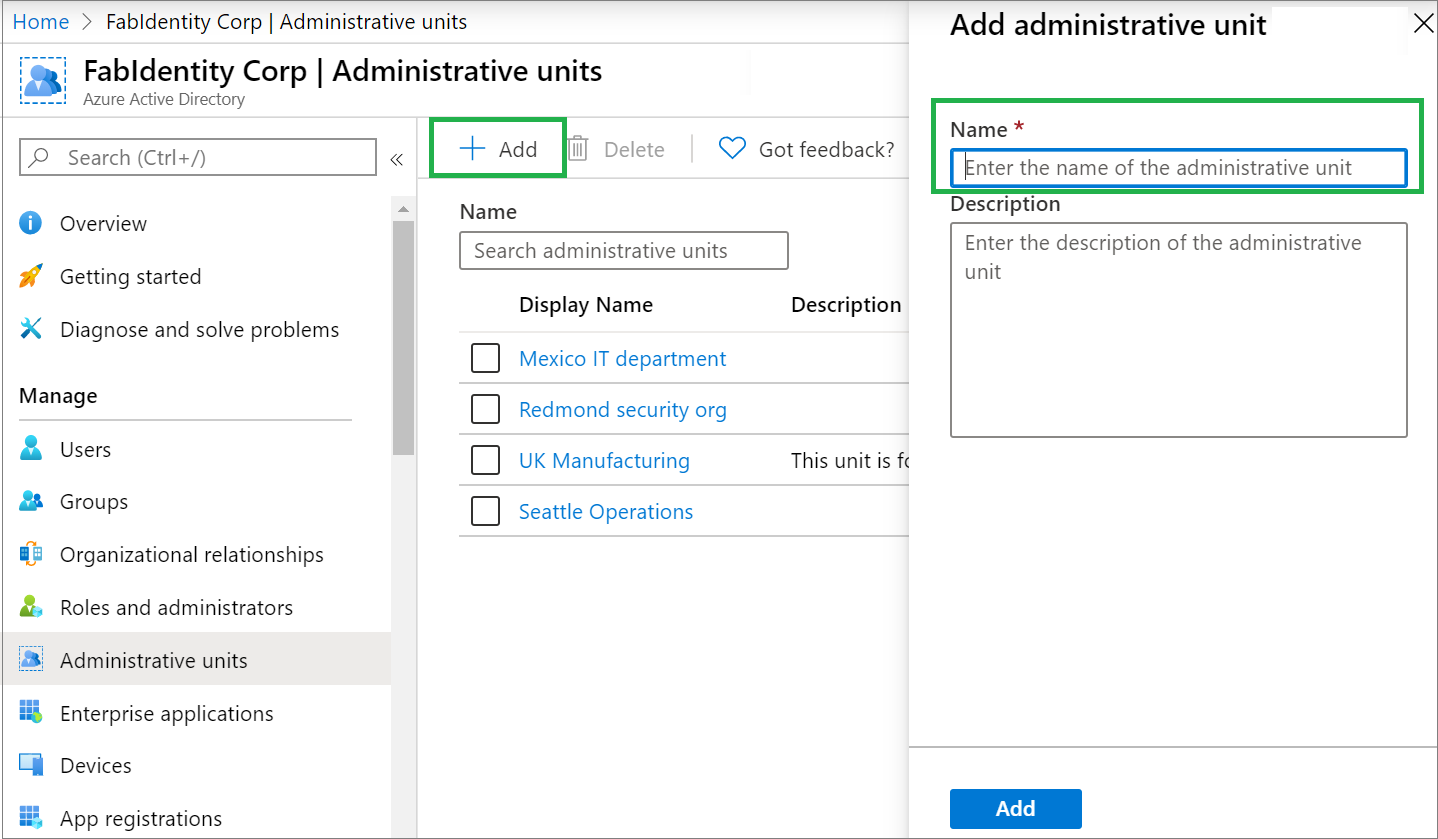 Home > FabIdentity Corp | Administrative units
FabIdentity Corp | Administrative units
Azure Active Directory
Search (Ctrl+/)
«
Overview
Getting started
Diagnose and solve problems
Manage
Users
Groups
Organizational relationships
Roles and administrators
Administrative units
Enterprise applications
Devices
App registrations
+ Add
Delete
Got feedback?
Name
Search administrative units
Display Name Description
Mexico IT department
Redmond security org
UK Manufacturing This unit is fo
Seattle Operations
Add administrative unit
Name *
Enter the name of the administrative unit
Description
Enter the description of the administrative
unit
Add